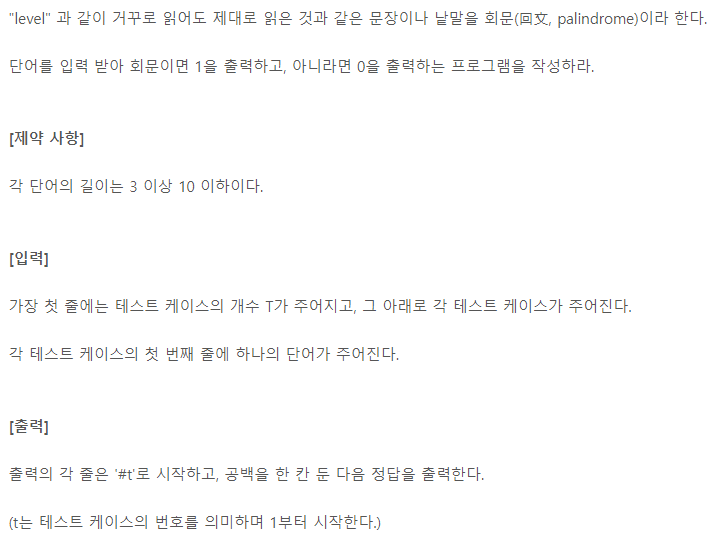 "level" 과 같이 거꾸로 읽어도 제대로 읽은 것과 같은 문장이나 낱말을 회문(回文, palindrome)이라 한다.
단어를 입력 받아 회문이면 1을 출력하고, 아니라면 0을 출력하는 프로그램을 작성하라.
[제약 사항]
각 단어의 길이는 3 이상 10 이하이다.
[입력]
가장 첫 줄에는 테스트 케이스의 개수 T가 주어지고, 그 아래로 각 테스트 케이스가 주어진다.
각 테스트 케이스의 첫 번째 줄에 하나의 단어가 주어진다.
[출력]
출력의 각 줄은 '#t'로 시작하고, 공백을 한 칸 둔 다음 정답을 출력한다.
(t는 테스트 케이스의 번호를 의미하며 1부터 시작한다.)